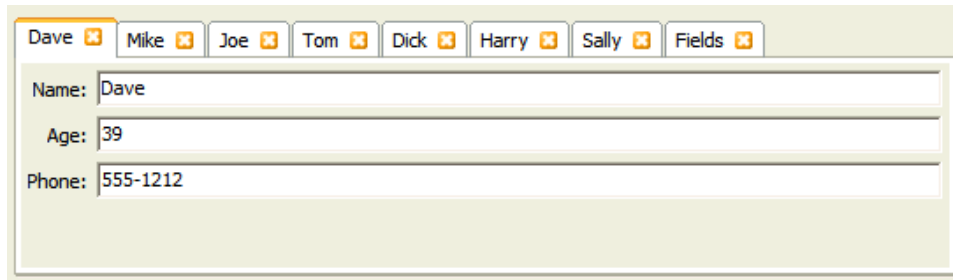 Dave Mike Joe Tom Dick Harry Sally Fields
Name: Dave
Age: 39
Phone: 555-1212